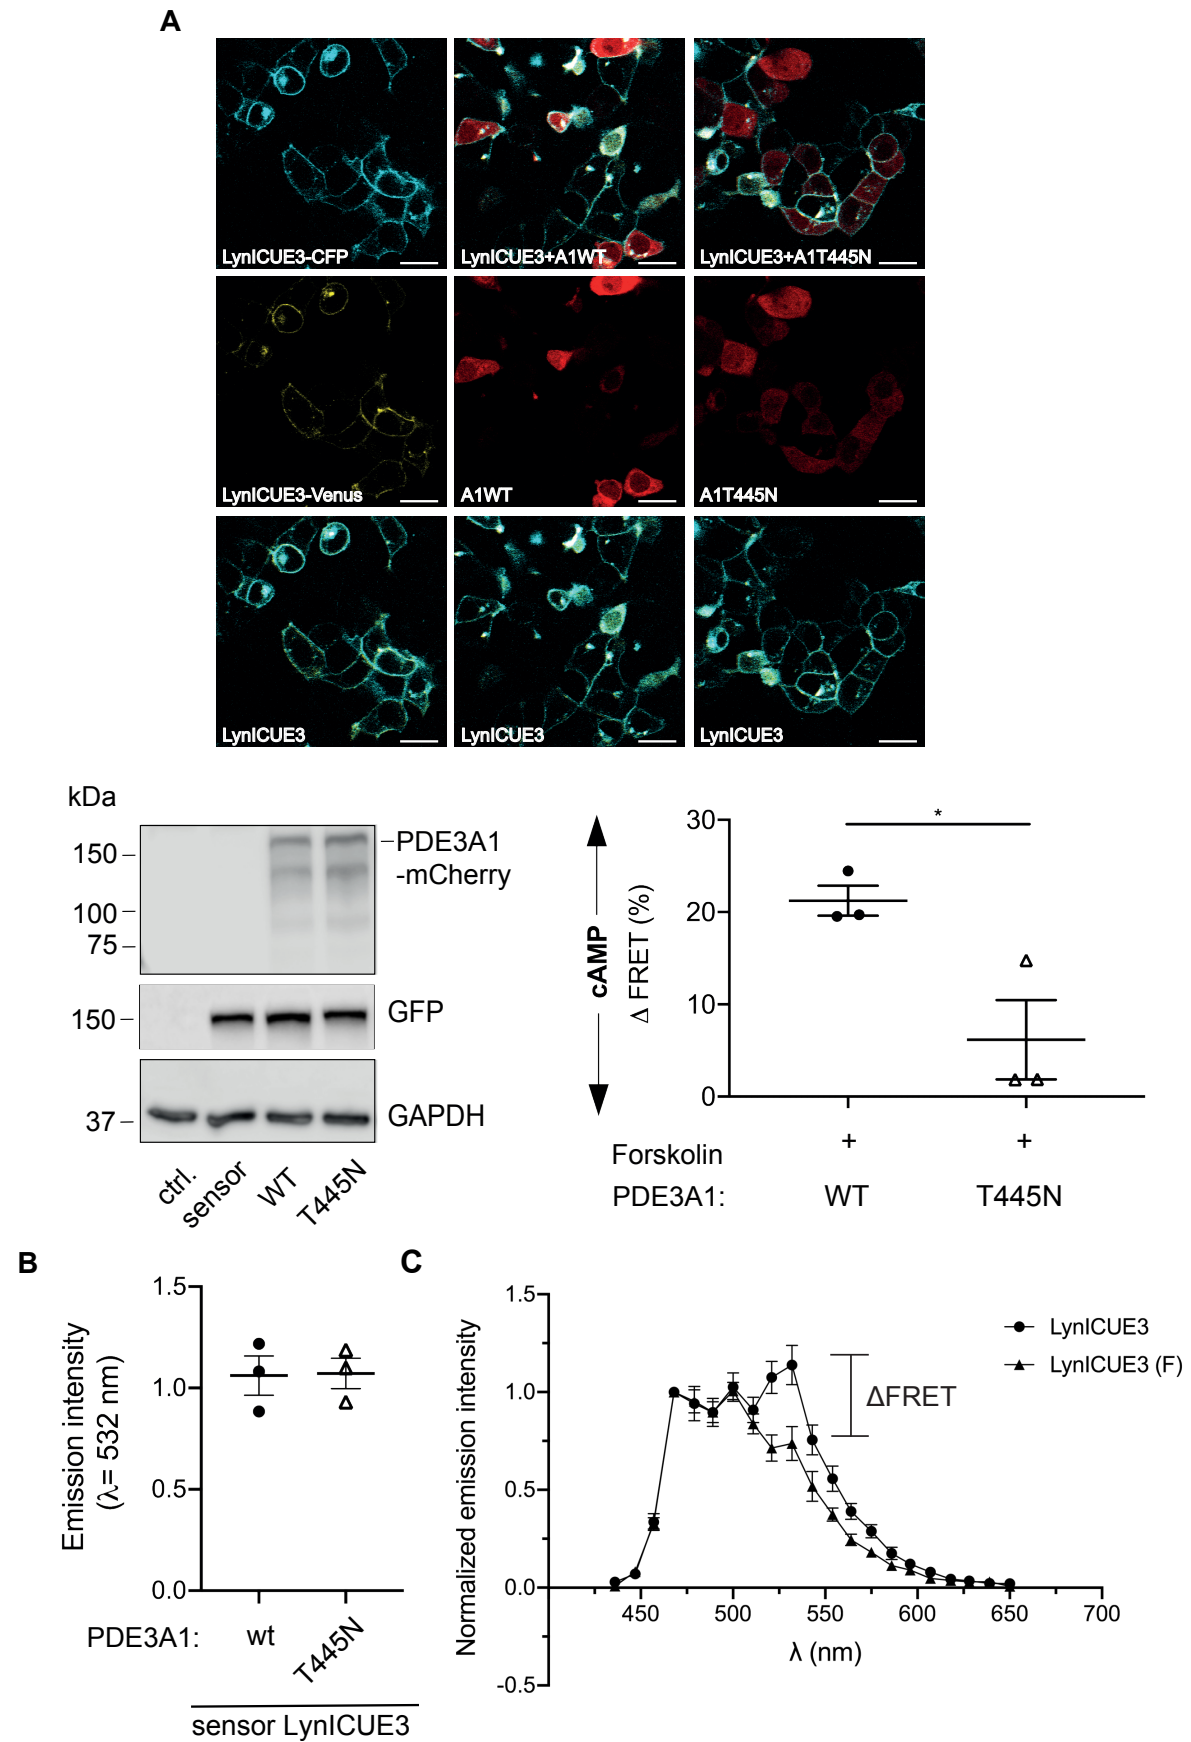 A
LynICUE3-CFP
LynICUE3+A1WT
LynICUE3+A1T445N
LynICUE3-Venus
A1WT
A1T445N
LynICUE3
LynICUE3
LynICUE3
kDa
150
100
75
PDE3A1
-mCherry
150
GFP
37
GAPDH
ctrl.
sensor
WT
T445N
cAMP
Δ FRET (%)
30
20
10
0
*
Forskolin + +
PDE3A1: WT T445N
B
Emission intensity
(λ= 532 nm)
1.5
1.0
0.5
0.0
PDE3A1: wt T445N
sensor LynICUE3
C
Normalized emission intensity
1.5
1.0
0.5
0.0
-0.5
450 500 550 600 650 700
λ (nm)
ΔFRET
LynICUE3
LynICUE3 (F)